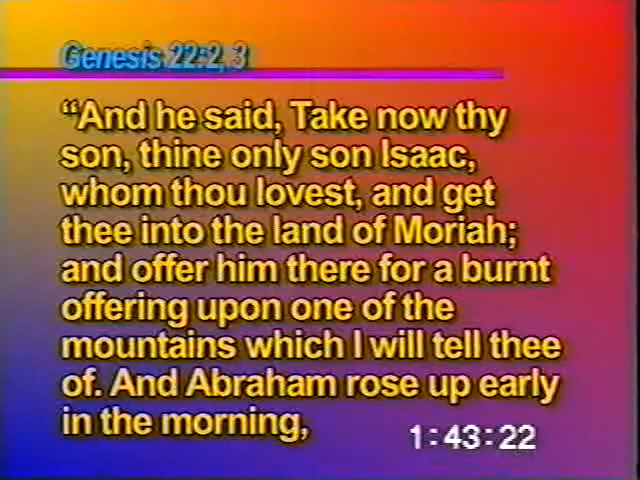 Genesis 22:2, 3
“And he said, Take now thy
son, thine only son Isaac,
whom thou lovest, and get
thee into the land of Moriah;
and offer him there for a burnt
offering upon one of the
mountains which I will tell thee
of. And Abraham rose up early
in the morning,
1:43:22